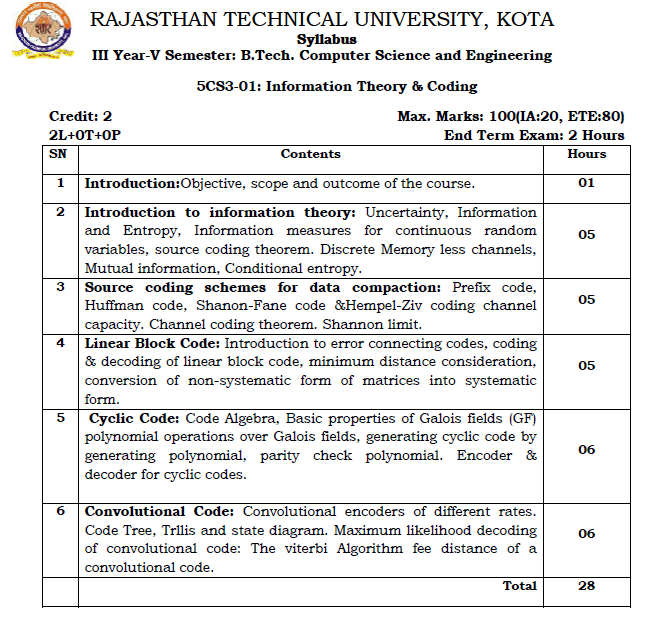 RAJASTHAN TECHNICAL UNIVERSITY, KOTA
Syllabus
III Year-V Semester: B.Tech. Computer Science and Engineering
5CS3-01: Information Theory & Coding
Credit: 2 Max. Marks: 100(IA:20, ETE:80)
2L+0T+0P End Term Exam: 2 Hours
SN Contents Hours
1 Introduction:Objective, scope and outcome of the course. 01
2 Introduction to information theory: Uncertainty, Information
and Entropy, Information measures for continuous random
variables, source coding theorem. Discrete Memory less channels,
Mutual information, Conditional entropy.
05
3 Source coding schemes for data compaction: Prefix code,
Huffman code, Shanon-Fane code &Hempel-Ziv coding channel
capacity. Channel coding theorem. Shannon limit.
05
4 Linear Block Code: Introduction to error connecting codes, coding
& decoding of linear block code, minimum distance consideration,
conversion of non-systematic form of matrices into systematic
form.
05
5 Cyclic Code: Code Algebra, Basic properties of Galois fields (GF)
polynomial operations over Galois fields, generating cyclic code by
generating polynomial, parity check polynomial. Encoder &
decoder for cyclic codes.
06
6 Convolutional Code: Convolutional encoders of different rates.
Code Tree, Trllis and state diagram. Maximum likelihood decoding
of convolutional code: The viterbi Algorithm fee distance of a
convolutional code.
06
Total 28